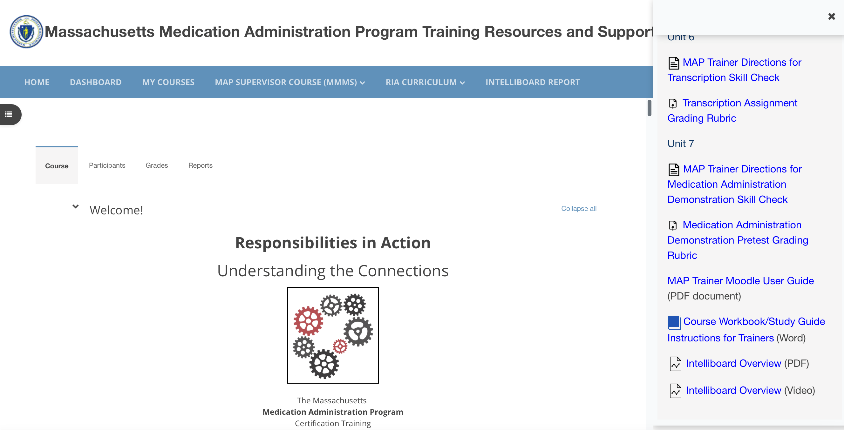 Massachusetts Medication Administration Program Training Resources and Support
HOME DASHBOARD MY COURSES MAP SUPERVISOR COURSE (MMMS) RIA CURRICULUM INTELLIBOARD REPORT
Course Participants Grades Reports
Welcome!
Collapse all
Responsibilities in Action
Understanding the Connections
The Massachusetts
Medication Administration Program
Certification Training
Unit 6
MAP Trainer Directions for
Transcription Skill Check
Transcription Assignment
Grading Rubric
Unit 7
MAP Trainer Directions for
Medication Administration
Demonstration Skill Check
Medication Administration
Demonstration Pretest Grading
Rubric
MAP Trainer Moodle User Guide
(PDF document)
Course Workbook/Study Guide
Instructions for Trainers (Word)
Intelliboard Overview (PDF)
Intelliboard Overview (Video)